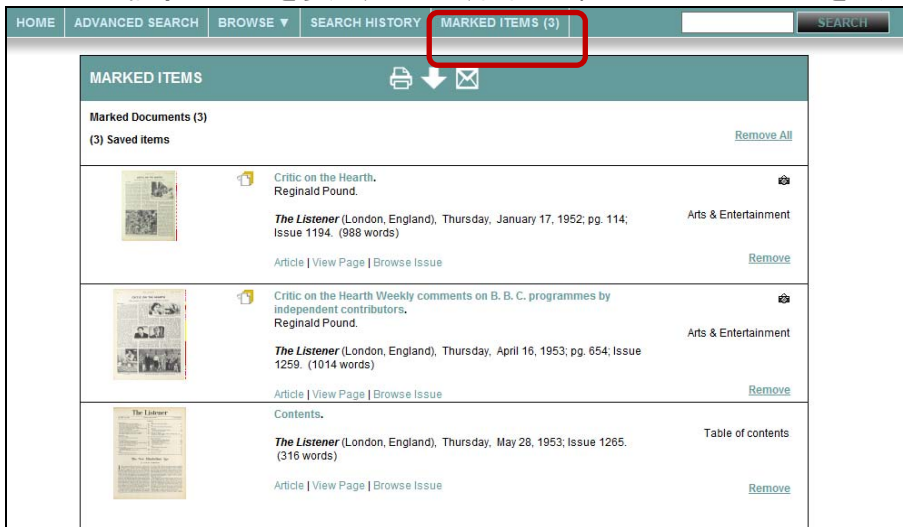 HOME ADVANCED SEARCH BROWSE ▼ SEARCH HISTORY MARKED ITEMS (3) SEARCH
MARKED ITEMS
Marked Documents (3)
(3) Saved items
Remove All
Critic on the Hearth.
Reginald Pound.
The Listener (London, England), Thursday, January 17, 1952; pg. 114;
Issue 1194. (988 words)
Arts & Entertainment
Article | View Page | Browse Issue
Remove
Critic on the Hearth Weekly comments on B. B. C. programmes by
independent contributors.
Reginald Pound.
Arts & Entertainment
The Listener (London, England), Thursday, April 16, 1953; pg. 654; Issue
1259. (1014 words)
Article | View Page | Browse Issue
Remove
The Listener
Contents.
The Listener (London, England), Thursday, May 28, 1953; Issue 1265.
(316 words)
Table of contents
Article | View Page | Browse Issue
Remove